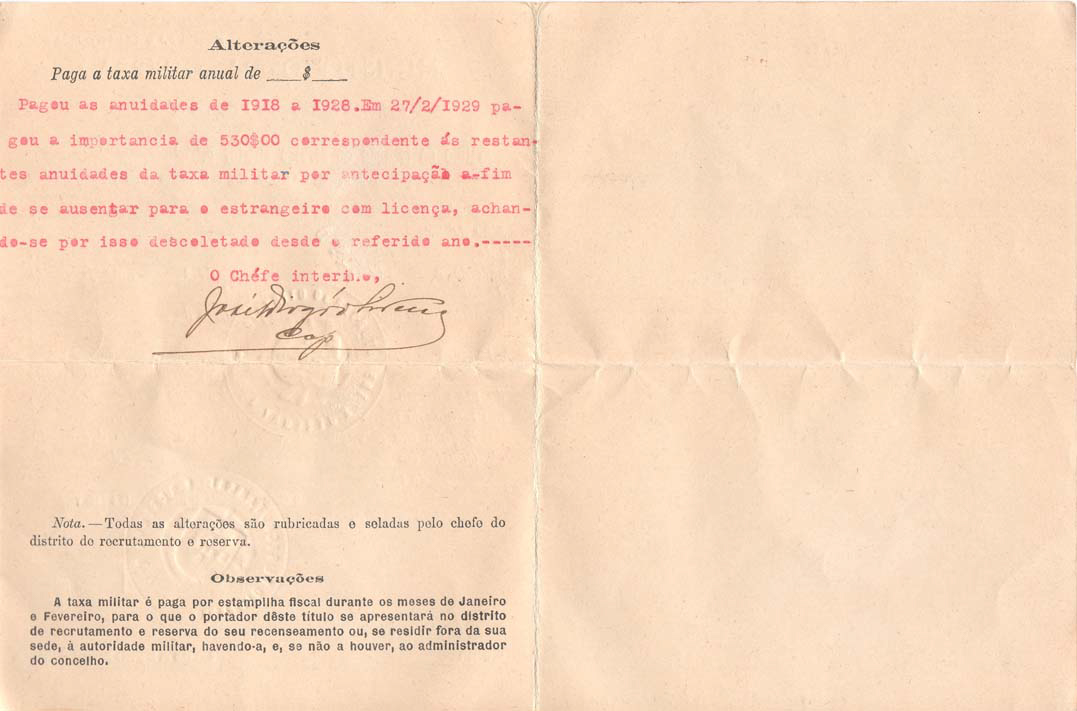 Alterações
Paga a taxa militar anual de ____$____
Pagou as anuidades de 1918 a 1928.Em 27/2/1929 pa-
gou a importancia de 530$00 correspondente ás restan-
tes anuidades da taxa militar por antecipação a-fim
de se ausentar para o estrangeiro com licença, achan-
do-se por isso descoletado desde o referido ano.-----
O Chéfe interino,
José
Cap
Nota.—Todas as alterações são rubricadas e seladas pelo chefe do
distrito de recrutamento e reserva.
Observações
A taxa militar é paga por estampilha fiscal durante os meses de Janeiro
e Fevereiro, para o que o portador dêste título se apresentará no distrito
de recrutamento e reserva do seu recenseamento ou, se residir fora da sua
sede, à autoridade militar, havendo-a, e, se não a houver, ao administrador
do concelho.